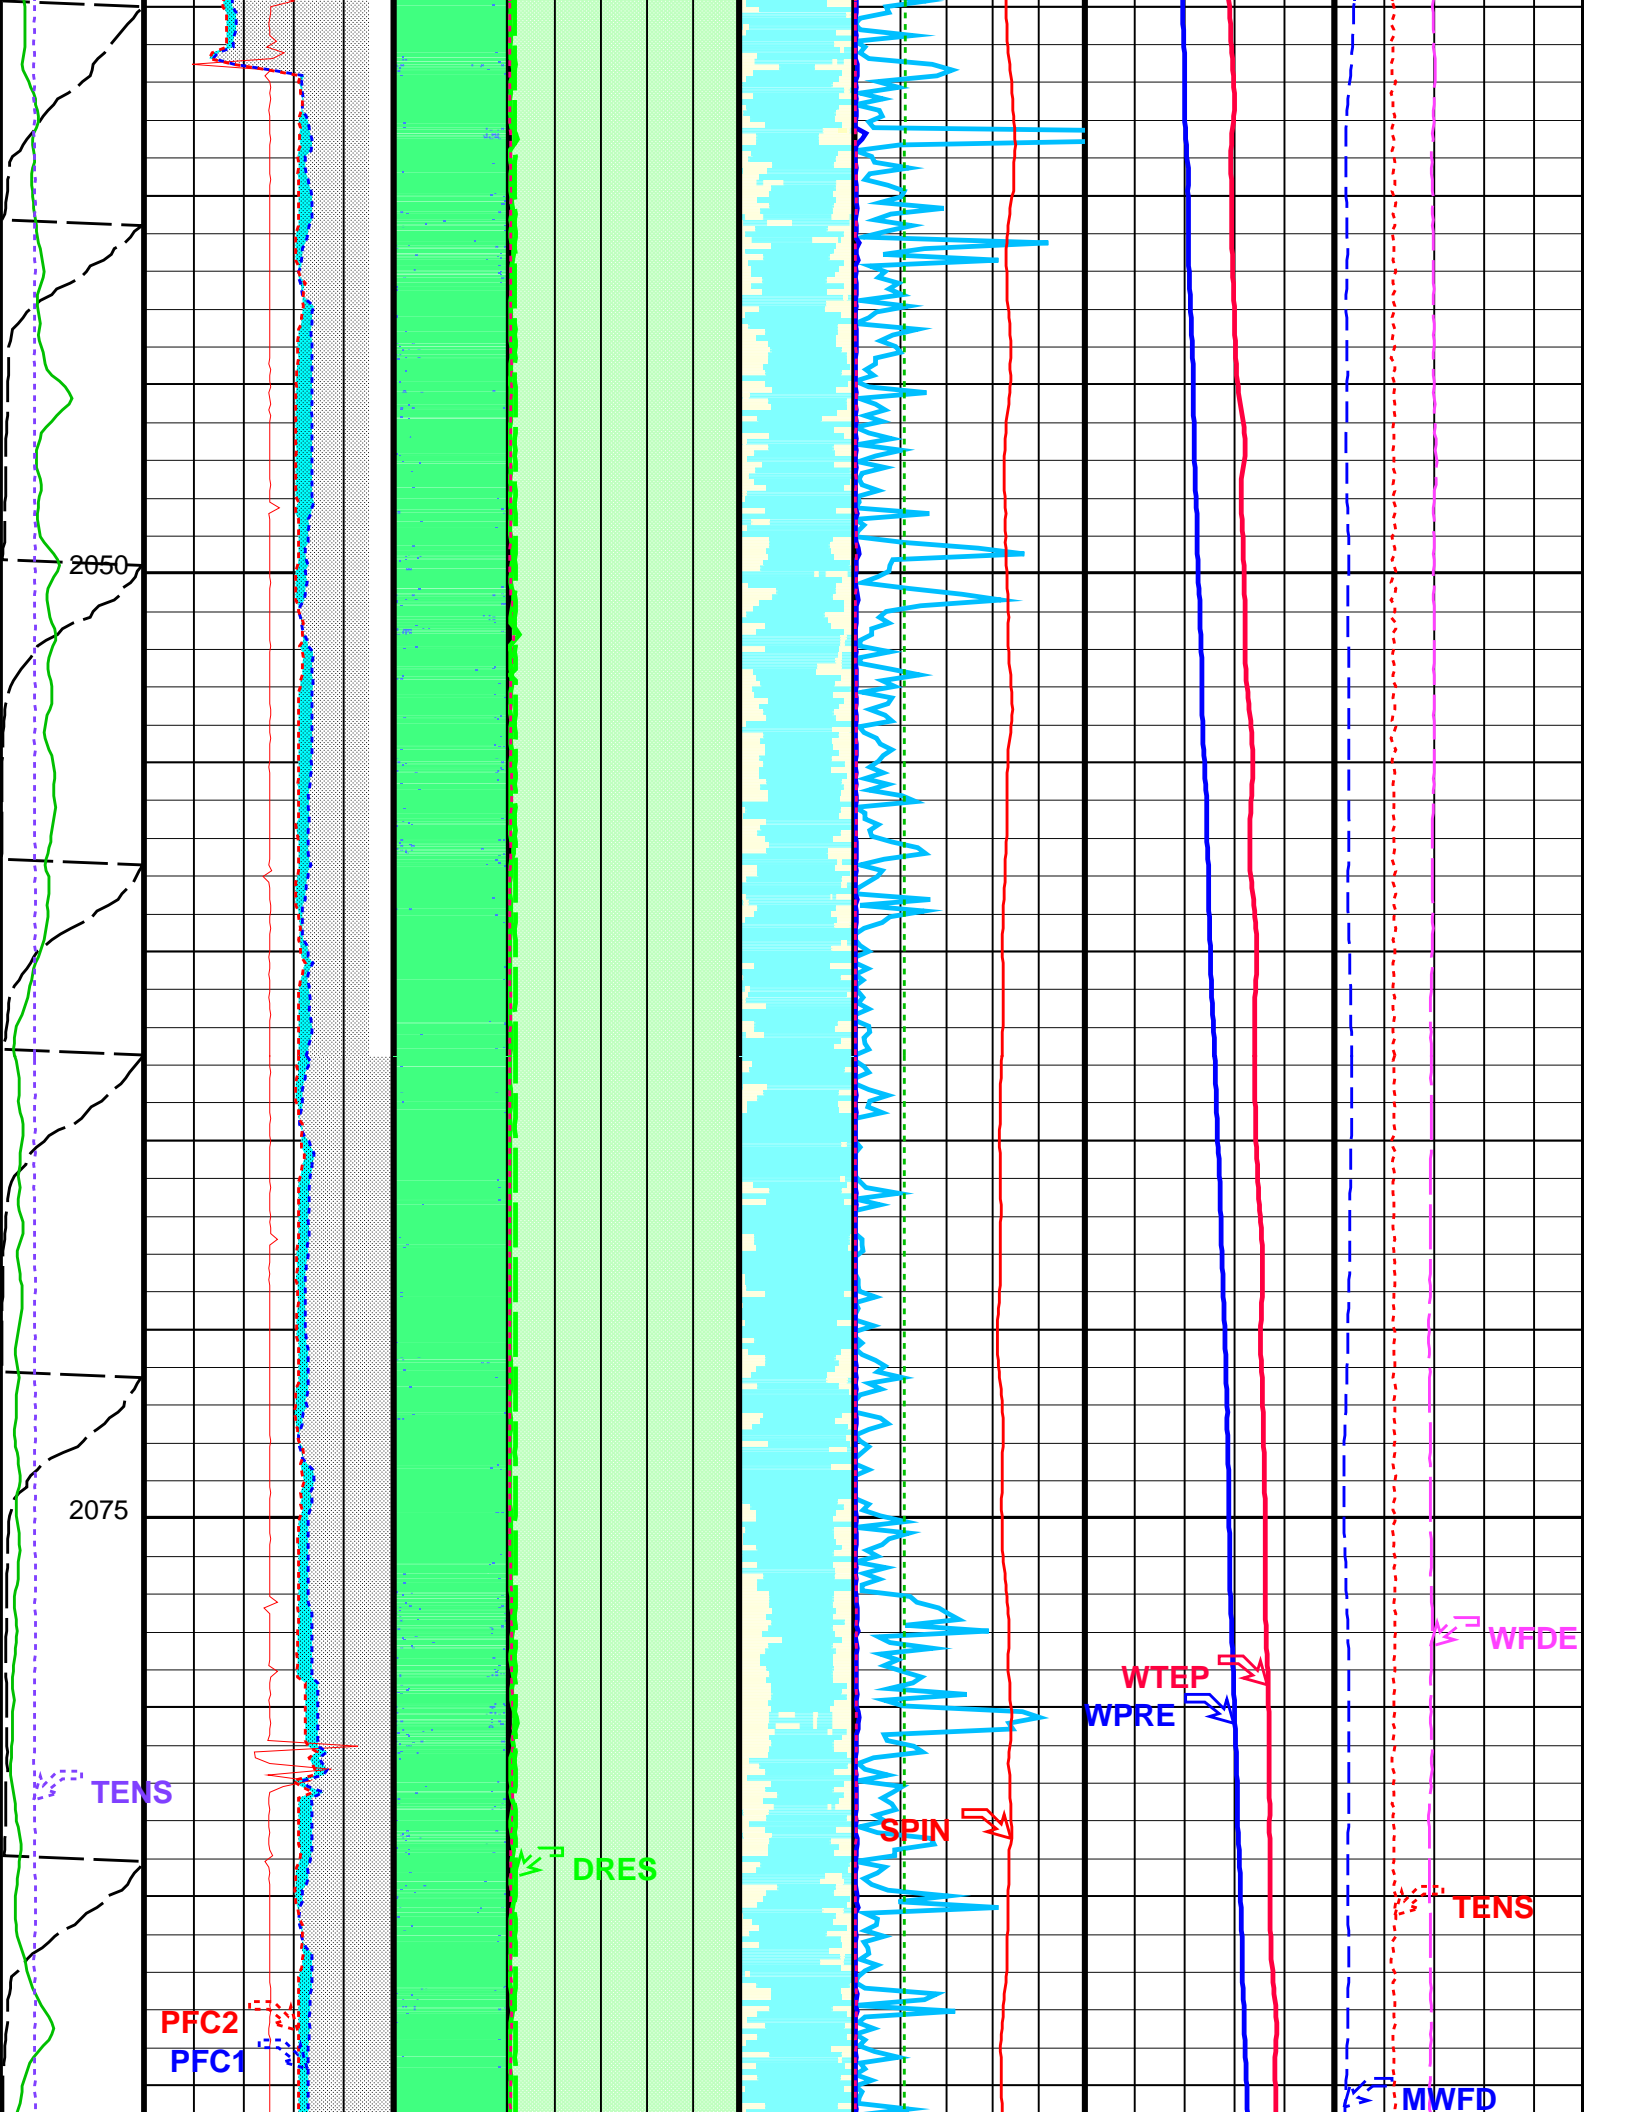 2050
2075
WFDE
WTEP
WPRE
TENS
SPIN
DRES
TENS
PFC2
PFC1
MWFD